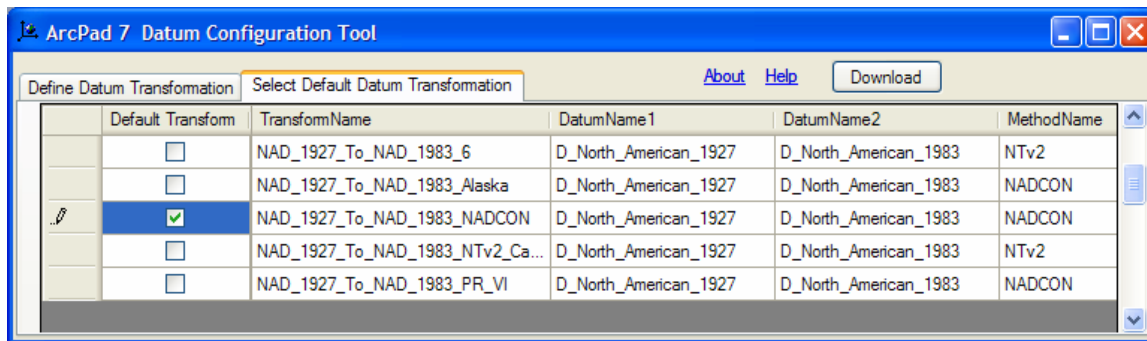 ArcPad 7 Datum Configuration Tool
Define Datum Transformation Select Default Datum Transformation About Help Download
Default Transform TransformName DatumName1 DatumName2 MethodName
NAD_1927_To_NAD_1983_6 D_North_American_1927 D_North_American_1983 NTv2
NAD_1927_To_NAD_1983_Alaska D_North_American_1927 D_North_American_1983 NADCON
NAD_1927_To_NAD_1983_NADCON D_North_American_1927 D_North_American_1983 NADCON
NAD_1927_To_NAD_1983_NTv2_Ca... D_North_American_1927 D_North_American_1983 NTv2
NAD_1927_To_NAD_1983_PR_VI D_North_American_1927 D_North_American_1983 NADCON